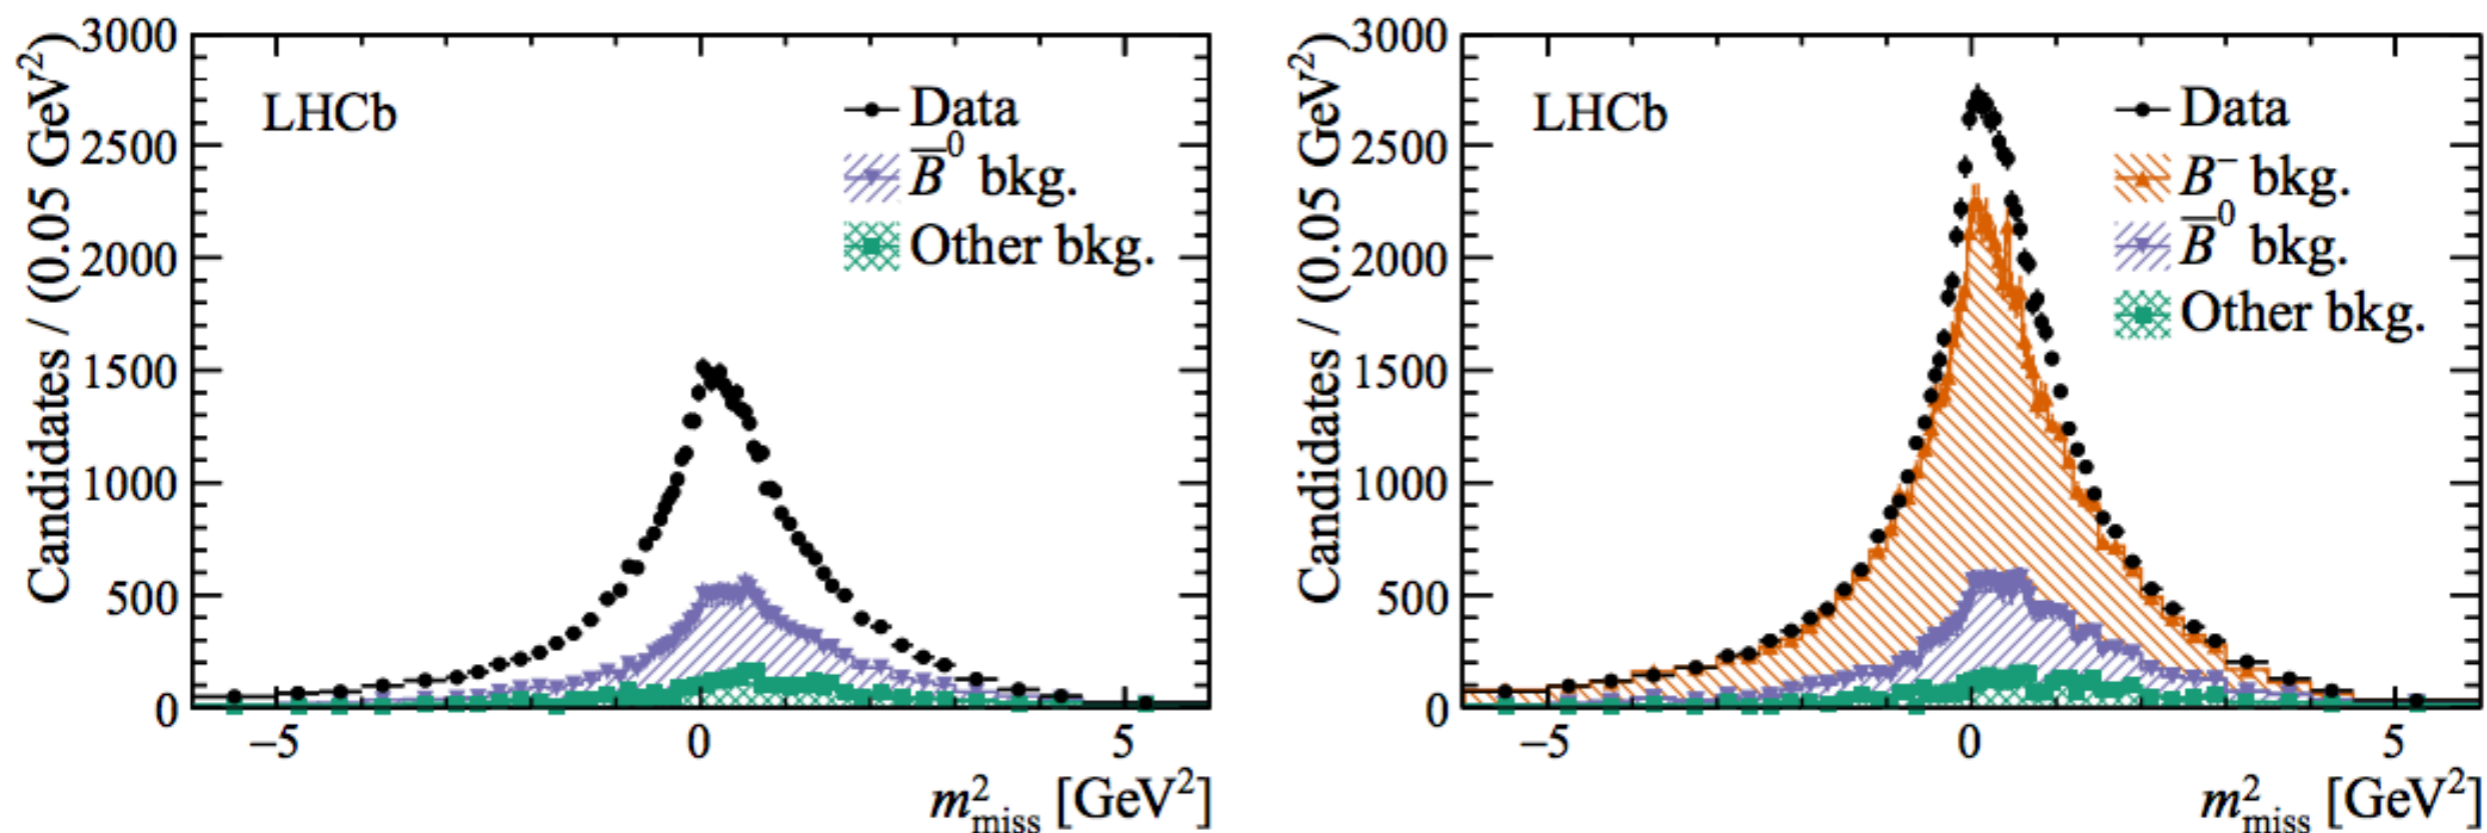 Candidates / (0.05 GeV²)
3000
2500
2000
1500
1000
500
0
LHCb
Data
B̅⁰ bkg.
Other bkg.
−5
0
5
m²miss [GeV²]
Candidates / (0.05 GeV²)
3000
2500
2000
1500
1000
500
0
LHCb
Data
B⁻ bkg.
B̅⁰ bkg.
Other bkg.
−5
0
5
m²miss [GeV²]